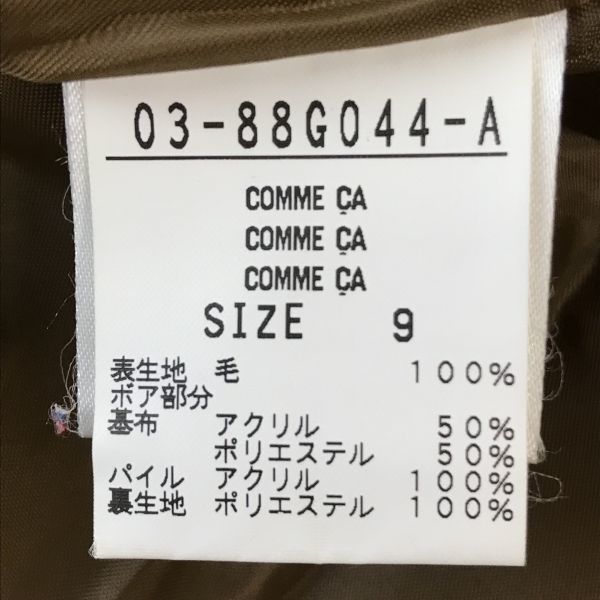 03-88G044-A
COMME ÇA
COMME ÇA
COMME ÇA
SIZE 9
表生地 毛 100%
ボア部分
基布 アクリル 50%
ポリエステル 50%
パイル アクリル 100%
裏生地 ポリエステル 100%